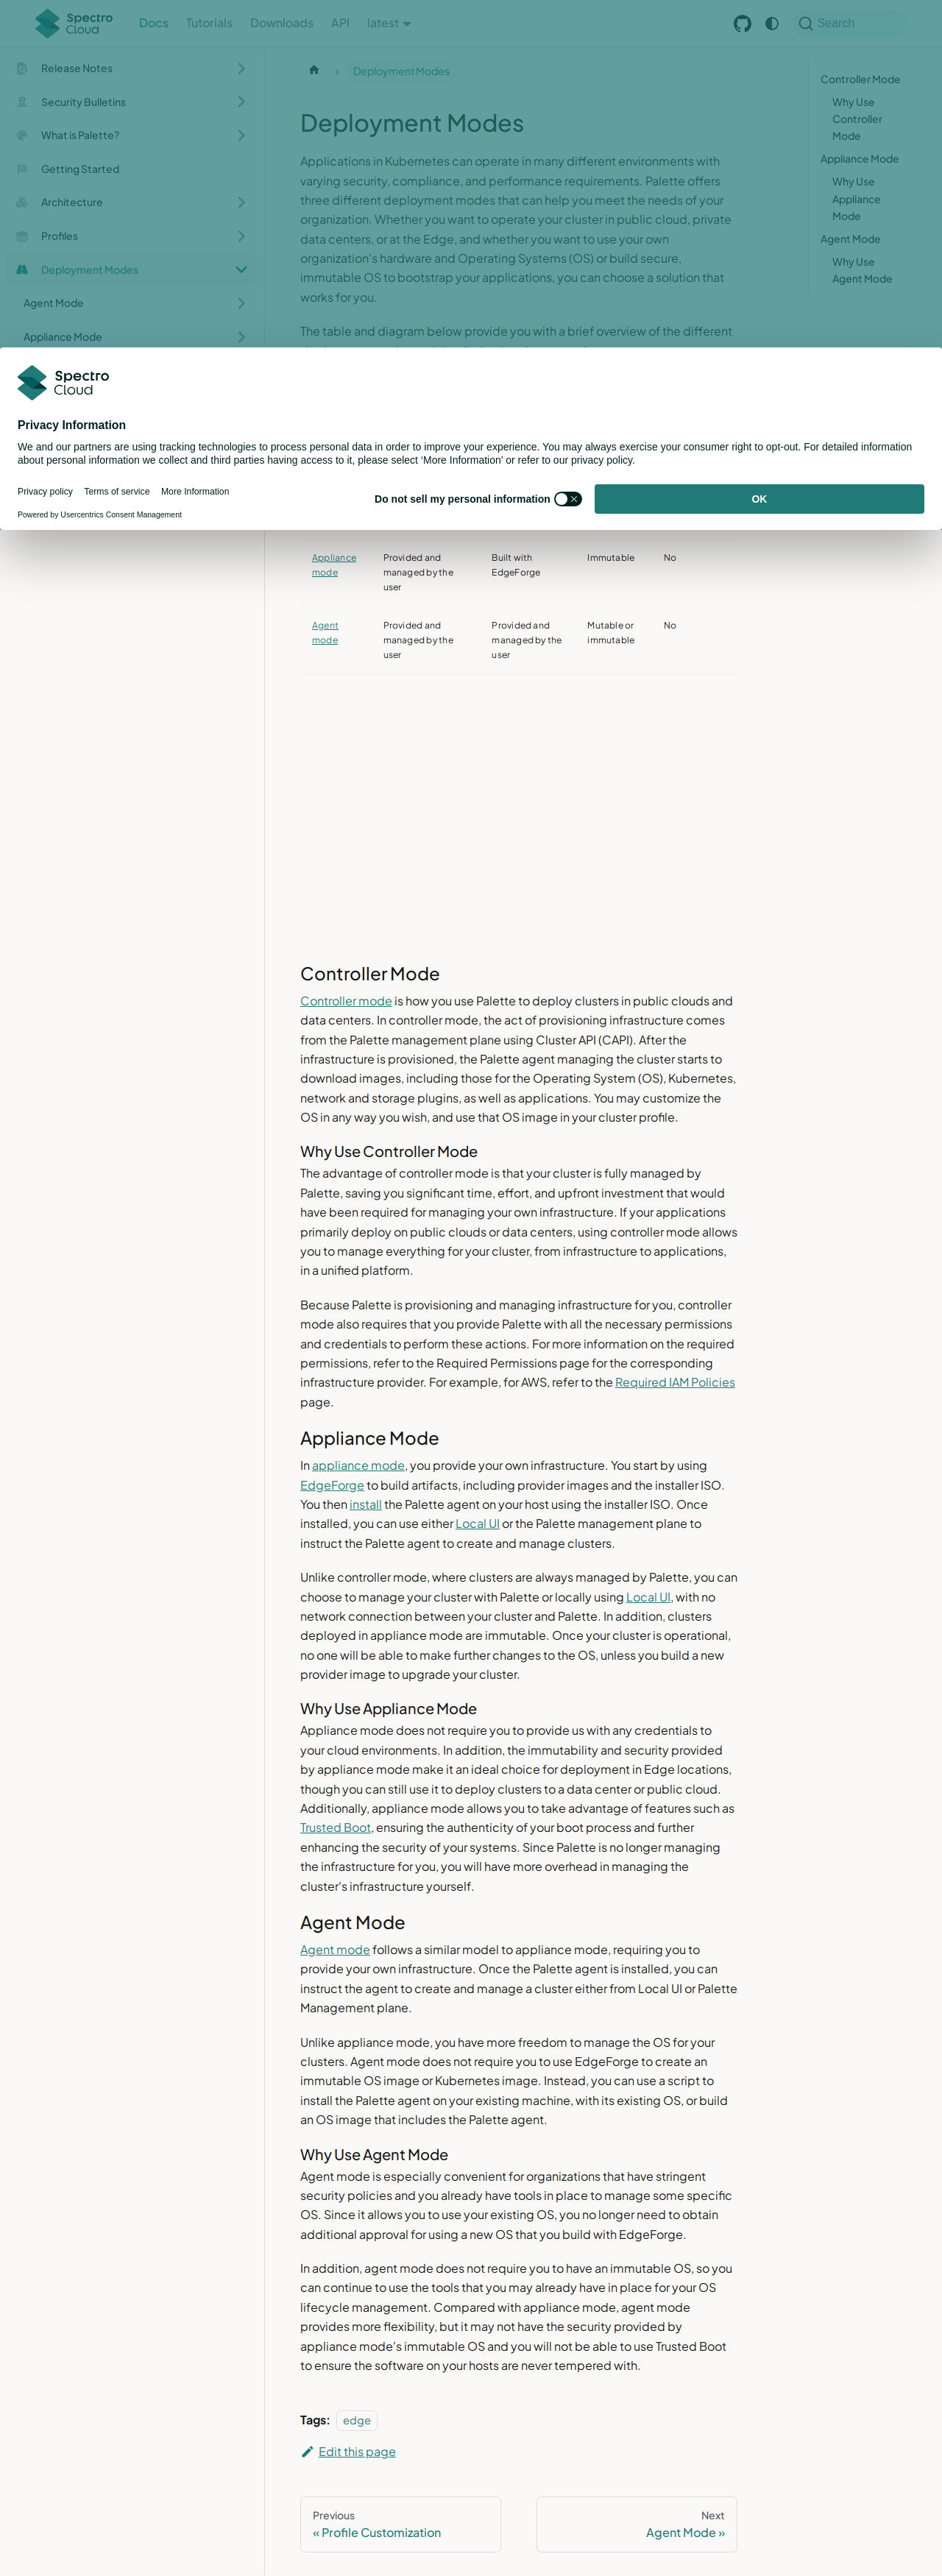 Spectro Cloud
Docs
Tutorials
Downloads
API
latest
Search
Release Notes
Security Bulletins
What is Palette?
Getting Started
Architecture
Profiles
Deployment Modes
Agent Mode
Appliance Mode
Deployment Modes
Controller Mode
Why Use
Controller
Mode
Appliance Mode
Why Use
Appliance
Mode
Agent Mode
Why Use
Agent Mode
Deployment Modes
Applications in Kubernetes can operate in many different environments with
varying security, compliance, and performance requirements. Palette offers
three different deployment modes that can help you meet the needs of your
organization. Whether you want to operate your cluster in public cloud, private
data centers, or at the Edge, and whether you want to use your own
organization's hardware and Operating Systems (OS) or build secure,
immutable OS to bootstrap your applications, you can choose a solution that
works for you.
The table and diagram below provide you with a brief overview of the different
Spectro
Cloud
Privacy Information
We and our partners are using tracking technologies to process personal data in order to improve your experience. You may always exercise your consumer right to opt-out. For detailed information
about personal information we collect and third parties having access to it, please select ‘More Information’ or refer to our privacy policy.
Privacy policy
Terms of service
More Information
Powered by Usercentrics Consent Management
Do not sell my personal information
OK
Appliance mode
Provided and managed by the user
Built with EdgeForge
Immutable
No
Agent mode
Provided and managed by the user
Provided and managed by the user
Mutable or immutable
No
Controller Mode
Controller mode is how you use Palette to deploy clusters in public clouds and
data centers. In controller mode, the act of provisioning infrastructure comes
from the Palette management plane using Cluster API (CAPI). After the
infrastructure is provisioned, the Palette agent managing the cluster starts to
download images, including those for the Operating System (OS), Kubernetes,
network and storage plugins, as well as applications. You may customize the
OS in any way you wish, and use that OS image in your cluster profile.
Why Use Controller Mode
The advantage of controller mode is that your cluster is fully managed by
Palette, saving you significant time, effort, and upfront investment that would
have been required for managing your own infrastructure. If your applications
primarily deploy on public clouds or data centers, using controller mode allows
you to manage everything for your cluster, from infrastructure to applications,
in a unified platform.
Because Palette is provisioning and managing infrastructure for you, controller
mode also requires that you provide Palette with all the necessary permissions
and credentials to perform these actions. For more information on the required
permissions, refer to the Required Permissions page for the corresponding
infrastructure provider. For example, for AWS, refer to the Required IAM Policies
page.
Appliance Mode
In appliance mode, you provide your own infrastructure. You start by using
EdgeForge to build artifacts, including provider images and the installer ISO.
You then install the Palette agent on your host using the installer ISO. Once
installed, you can use either Local UI or the Palette management plane to
instruct the Palette agent to create and manage clusters.
Unlike controller mode, where clusters are always managed by Palette, you can
choose to manage your cluster with Palette or locally using Local UI, with no
network connection between your cluster and Palette. In addition, clusters
deployed in appliance mode are immutable. Once your cluster is operational,
no one will be able to make further changes to the OS, unless you build a new
provider image to upgrade your cluster.
Why Use Appliance Mode
Appliance mode does not require you to provide us with any credentials to
your cloud environments. In addition, the immutability and security provided
by appliance mode make it an ideal choice for deployment in Edge locations,
though you can still use it to deploy clusters to a data center or public cloud.
Additionally, appliance mode allows you to take advantage of features such as
Trusted Boot, ensuring the authenticity of your boot process and further
enhancing the security of your systems. Since Palette is no longer managing
the infrastructure for you, you will have more overhead in managing the
cluster's infrastructure yourself.
Agent Mode
Agent mode follows a similar model to appliance mode, requiring you to
provide your own infrastructure. Once the Palette agent is installed, you can
instruct the agent to create and manage a cluster either from Local UI or Palette
Management plane.
Unlike appliance mode, you have more freedom to manage the OS for your
clusters. Agent mode does not require you to use EdgeForge to create an
immutable OS image or Kubernetes image. Instead, you can use a script to
install the Palette agent on your existing machine, with its existing OS, or build
an OS image that includes the Palette agent.
Why Use Agent Mode
Agent mode is especially convenient for organizations that have stringent
security policies and you already have tools in place to manage some specific
OS. Since it allows you to use your existing OS, you no longer need to obtain
additional approval for using a new OS that you build with EdgeForge.
In addition, agent mode does not require you to have an immutable OS, so you
can continue to use the tools that you may already have in place for your OS
lifecycle management. Compared with appliance mode, agent mode
provides more flexibility, but it may not have the security provided by
appliance mode's immutable OS and you will not be able to use Trusted Boot
to ensure the software on your hosts are never tempered with.
Tags: edge
Edit this page
Previous
« Profile Customization
Next
Agent Mode »